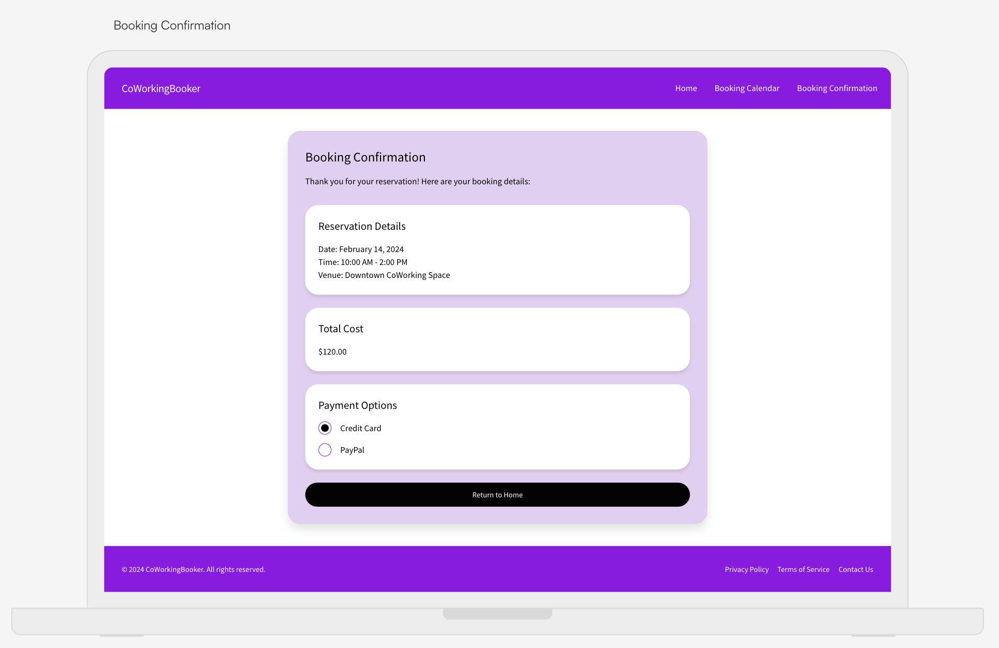 Booking Confirmation
CoWorkingBooker
Home
Booking Calendar
Booking Confirmation
Booking Confirmation
Thank you for your reservation! Here are your booking details:
Reservation Details
Date: February 14, 2024
Time: 10:00 AM - 2:00 PM
Venue: Downtown CoWorking Space
Total Cost
$120.00
Payment Options
Credit Card
PayPal
Return to Home
© 2024 CoWorkingBooker. All rights reserved.
Privacy Policy
Terms of Service
Contact Us